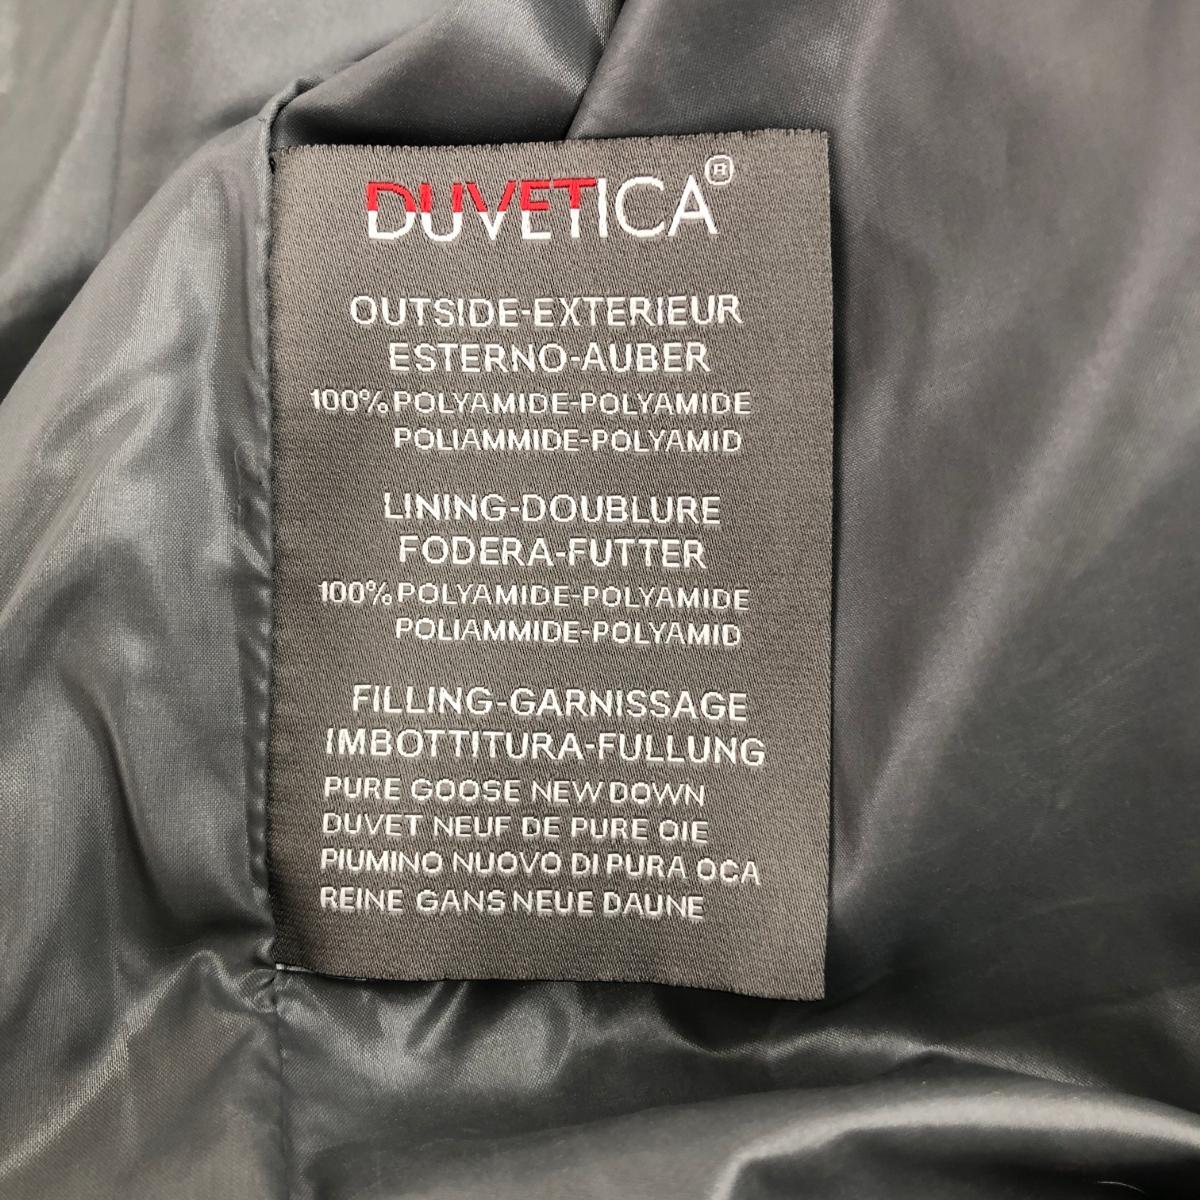 DUVETICA®
OUTSIDE-EXTERIEUR
ESTERNO-AUBER
100% POLYAMIDE-POLYAMIDE
POLIAMMIDE-POLYAMID
LINING-DOUBLURE
FODERA-FUTTER
100% POLYAMIDE-POLYAMIDE
POLIAMMIDE-POLYAMID
FILLING-GARNISSAGE
IMBOTTITURA-FULLUNG
PURE GOOSE NEW DOWN
DUVET NEUF DE PURE OIE
PIUMINO NUOVO DI PURA OCA
REINE GANS NEUE DAUNE